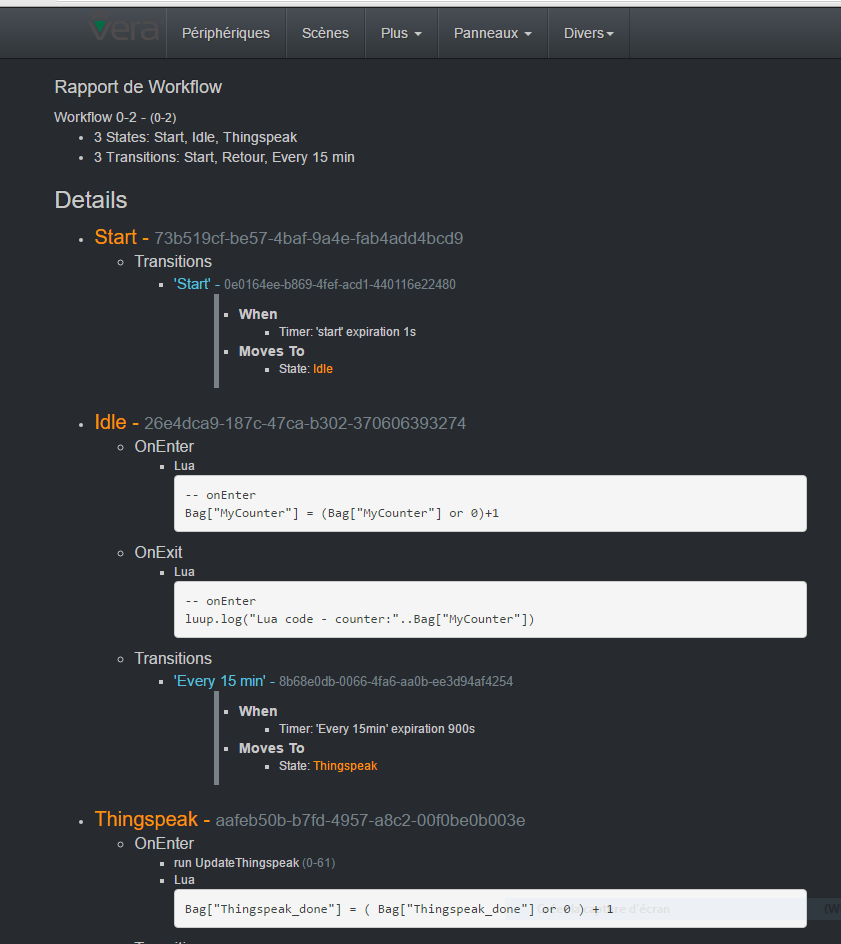 vera Périphériques Scènes Plus Panneaux Divers
Rapport de Workflow
Workflow 0-2 - (0-2)
3 States: Start, Idle, Thingspeak
3 Transitions: Start, Retour, Every 15 min
Details
Start - 73b519cf-be57-4baf-9a4e-fab4add4bcd9
Transitions
'Start' - 0e0164ee-b869-4fef-acd1-440116e22480
When
Timer: 'start' expiration 1s
Moves To
State: Idle
Idle - 26e4dca9-187c-47ca-b302-370606393274
OnEnter
Lua
-- onEnter
Bag["MyCounter"] = (Bag["MyCounter"] or 0)+1
OnExit
Lua
-- onEnter
luup.log("Lua code - counter:"..Bag["MyCounter"])
Transitions
'Every 15 min' - 8b68e0db-0066-4fa6-aa0b-ee3d94af4254
When
Timer: 'Every 15min' expiration 900s
Moves To
State: Thingspeak
Thingspeak - aafeb50b-b7fd-4957-a8c2-00f0be0b003e
OnEnter
run UpdateThingspeak (0-61)
Lua
Bag["Thingspeak_done"] = ( Bag["Thingspeak_done"] or 0 ) + 1